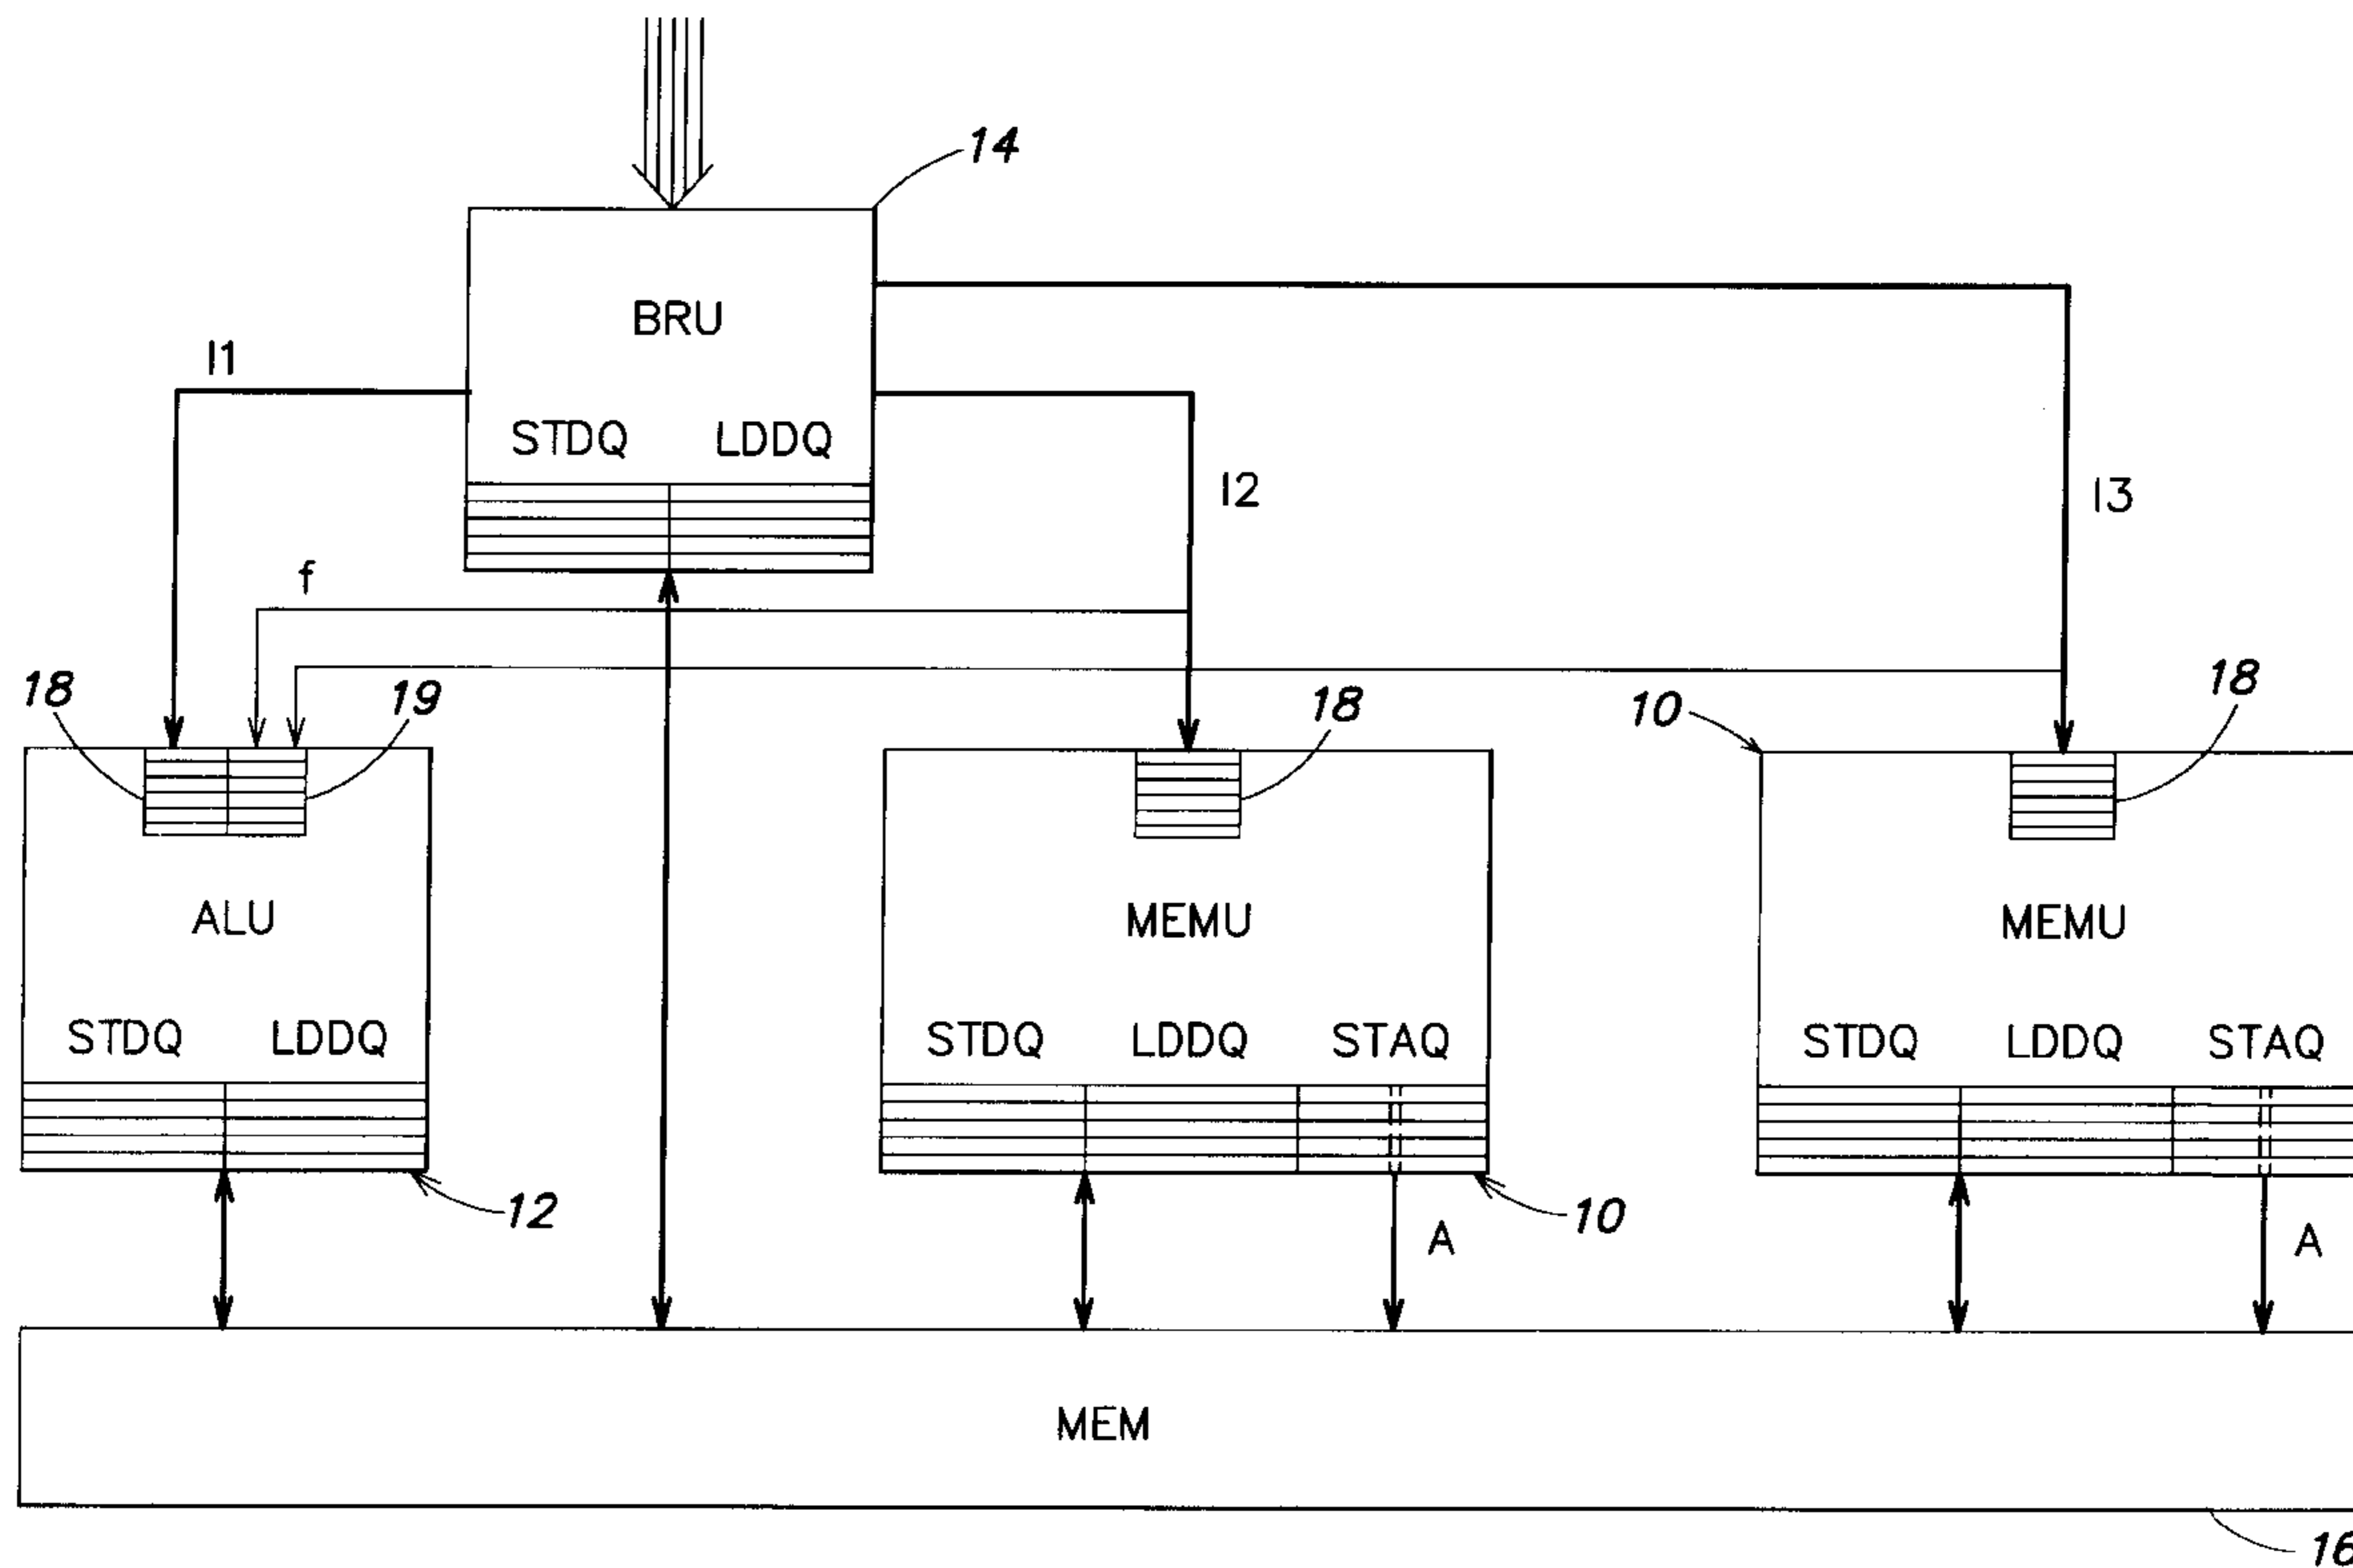 14
BRU
I1
STDQ LDDQ
I2
I3
f
18
19
18
10
18
ALU
MEMU
MEMU
STDQ LDDQ
STDQ LDDQ STAQ
STDQ LDDQ STAQ
12
10
A
A
MEM
16